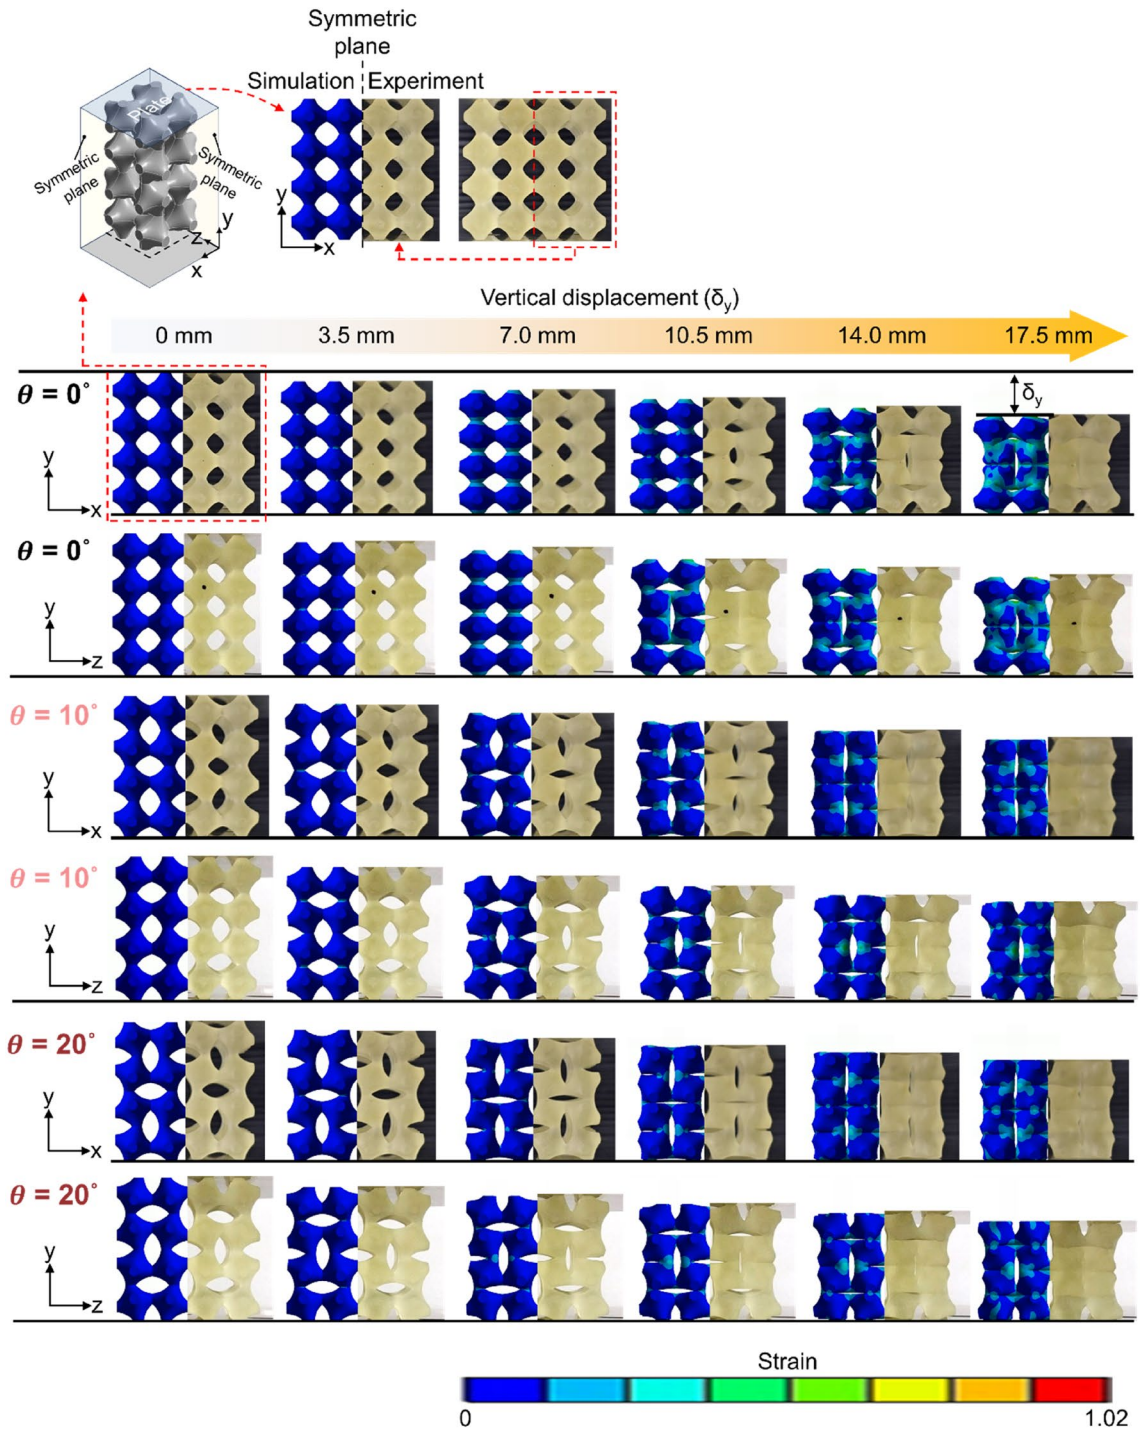 Symmetric
plane
Simulation Experiment
Plate
Symmetric
plane
Symmetric
plane
y
z
x
y
x
Vertical displacement (δy)
0 mm 3.5 mm 7.0 mm 10.5 mm 14.0 mm 17.5 mm
θ = 0°
δy
y
x
θ = 0°
y
z
θ = 10°
y
x
θ = 10°
y
z
θ = 20°
y
x
θ = 20°
y
z
Strain
0 1.02